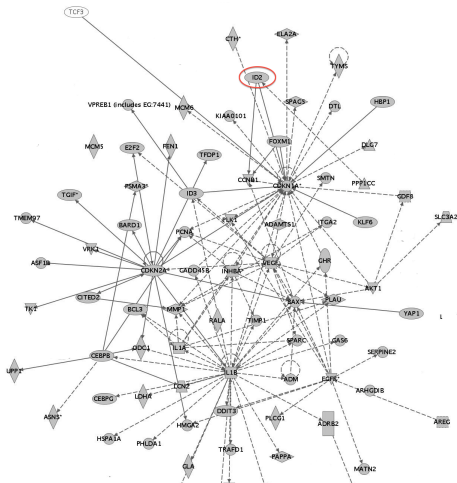 TCF3
CTH*
ELA2A
ID2
TYMS
VPREB1 (includes EG:7441)
MCM6
SPAG5
DTL
HBP1
KIAA0101
MCM5
E2F2
FEN1
TFDP1
FOXM1
DLG7
PSMA3*
CCNB1
CDKN1A*
SMTN
PPP1CC
TGIF*
ID3
GDF8
SLC3A2
TMEM97
BARD1
PLK1
ADAMTS1
ITGA2
KLF6
PCNA
VRK1
ASF1B
CDKN2A*
GADD45B
INHBA*
VEGF
GHR
AKT1
TK1
CITED2
BCL3
MMP1
BAX*
PLAU
YAP1
L
RALA
TIMP1
CEBPB
ODC1
IL1A
SPARC
GAS6
SERPINE2
UPP1*
IL1B
ADM
EGFR
ARHGDIB
ASNS*
CEBPG
LDHA
LCN2
DDIT3
PLCG1
ADRB2
AREG
HSPA1A
PHLDA1
HMGA2
TRAFD1
PAPPA
GLA
MATN2